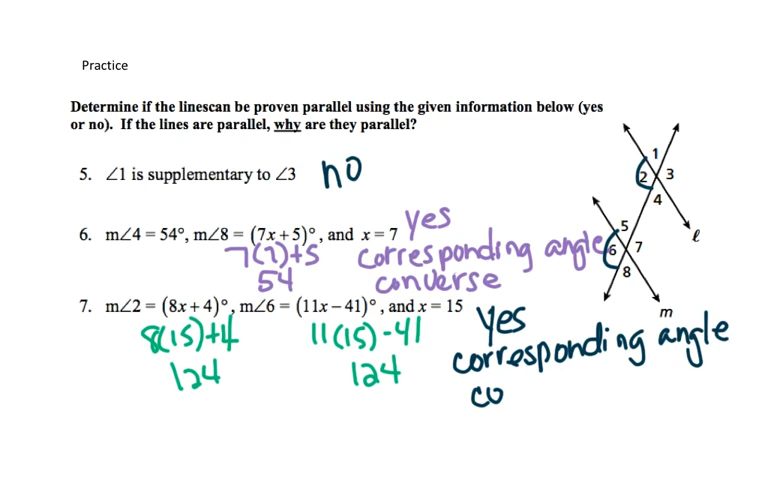 Practice
Determine if the linescan be proven parallel using the given information below (yes
or no). If the lines are parallel, why are they parallel?
5. ∠1 is supplementary to ∠3 no
6. m∠4 = 54°, m∠8 = (7x + 5)°, and x = 7 yes
7(7)+5 corresponding angle
54 converse
7. m∠2 = (8x + 4)°, m∠6 = (11x − 41)°, and x = 15 yes
8(15)+4 11(15)-41 corresponding angle
124 124 co
1
2 3
4
ℓ
5
6 7
8
m